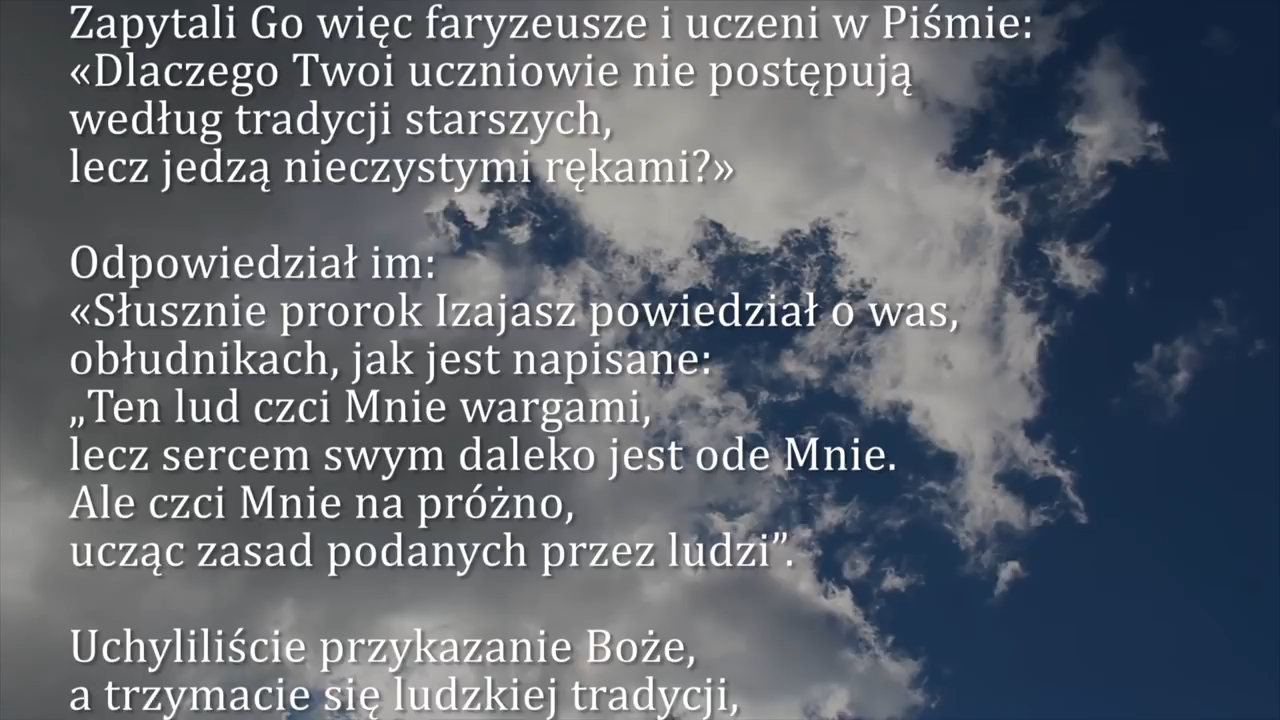 Zapytali Go więc faryzeusze i uczeni w Piśmie:
«Dlaczego Twoi uczniowie nie postępują
według tradycji starszych,
lecz jedzą nieczystymi rękami?»
Odpowiedział im:
«Słusznie prorok Izajasz powiedział o was,
obłudnikach, jak jest napisane:
„Ten lud czci Mnie wargami,
lecz sercem swym daleko jest ode Mnie.
Ale czci Mnie na próżno,
ucząc zasad podanych przez ludzi”.
Uchyliliście przykazanie Boże,
a trzymacie się ludzkiej tradycji,